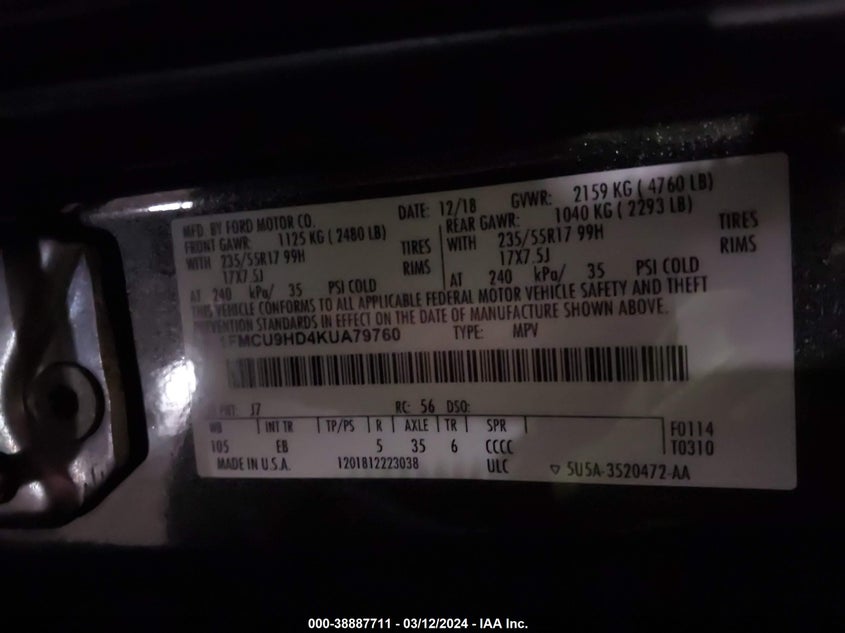 MFD. BY FORD MOTOR CO. DATE: 12/18 GVWR: 2159 KG ( 4760 LB)
FRONT GAWR: 1125 KG ( 2480 LB) REAR GAWR: 1040 KG ( 2293 LB)
WITH 235/55R17 99H TIRES WITH 235/55R17 99H TIRES
17X7.5J RIMS 17X7.5J RIMS
AT 240 kPa/ 35 PSI COLD AT 240 kPa/ 35 PSI COLD
THIS VEHICLE CONFORMS TO ALL APPLICABLE FEDERAL MOTOR VEHICLE SAFETY AND THEFT
PREVENTION STANDARDS IN EFFECT ON THE DATE OF MANUFACTURE SHOWN ABOVE.
1FMCU9HD4KUA79760 TYPE: MPV
PNT: J7 RC: 56 DSO:
WB INT TR TP/PS R AXLE TR SPR F0114
105 EB 5 35 6 CCCC T0310
MADE IN U.S.A. 1201812223038 ULC ▽ 5U5A-3520472-AA
000-38887711 - 03/12/2024 - IAA Inc.